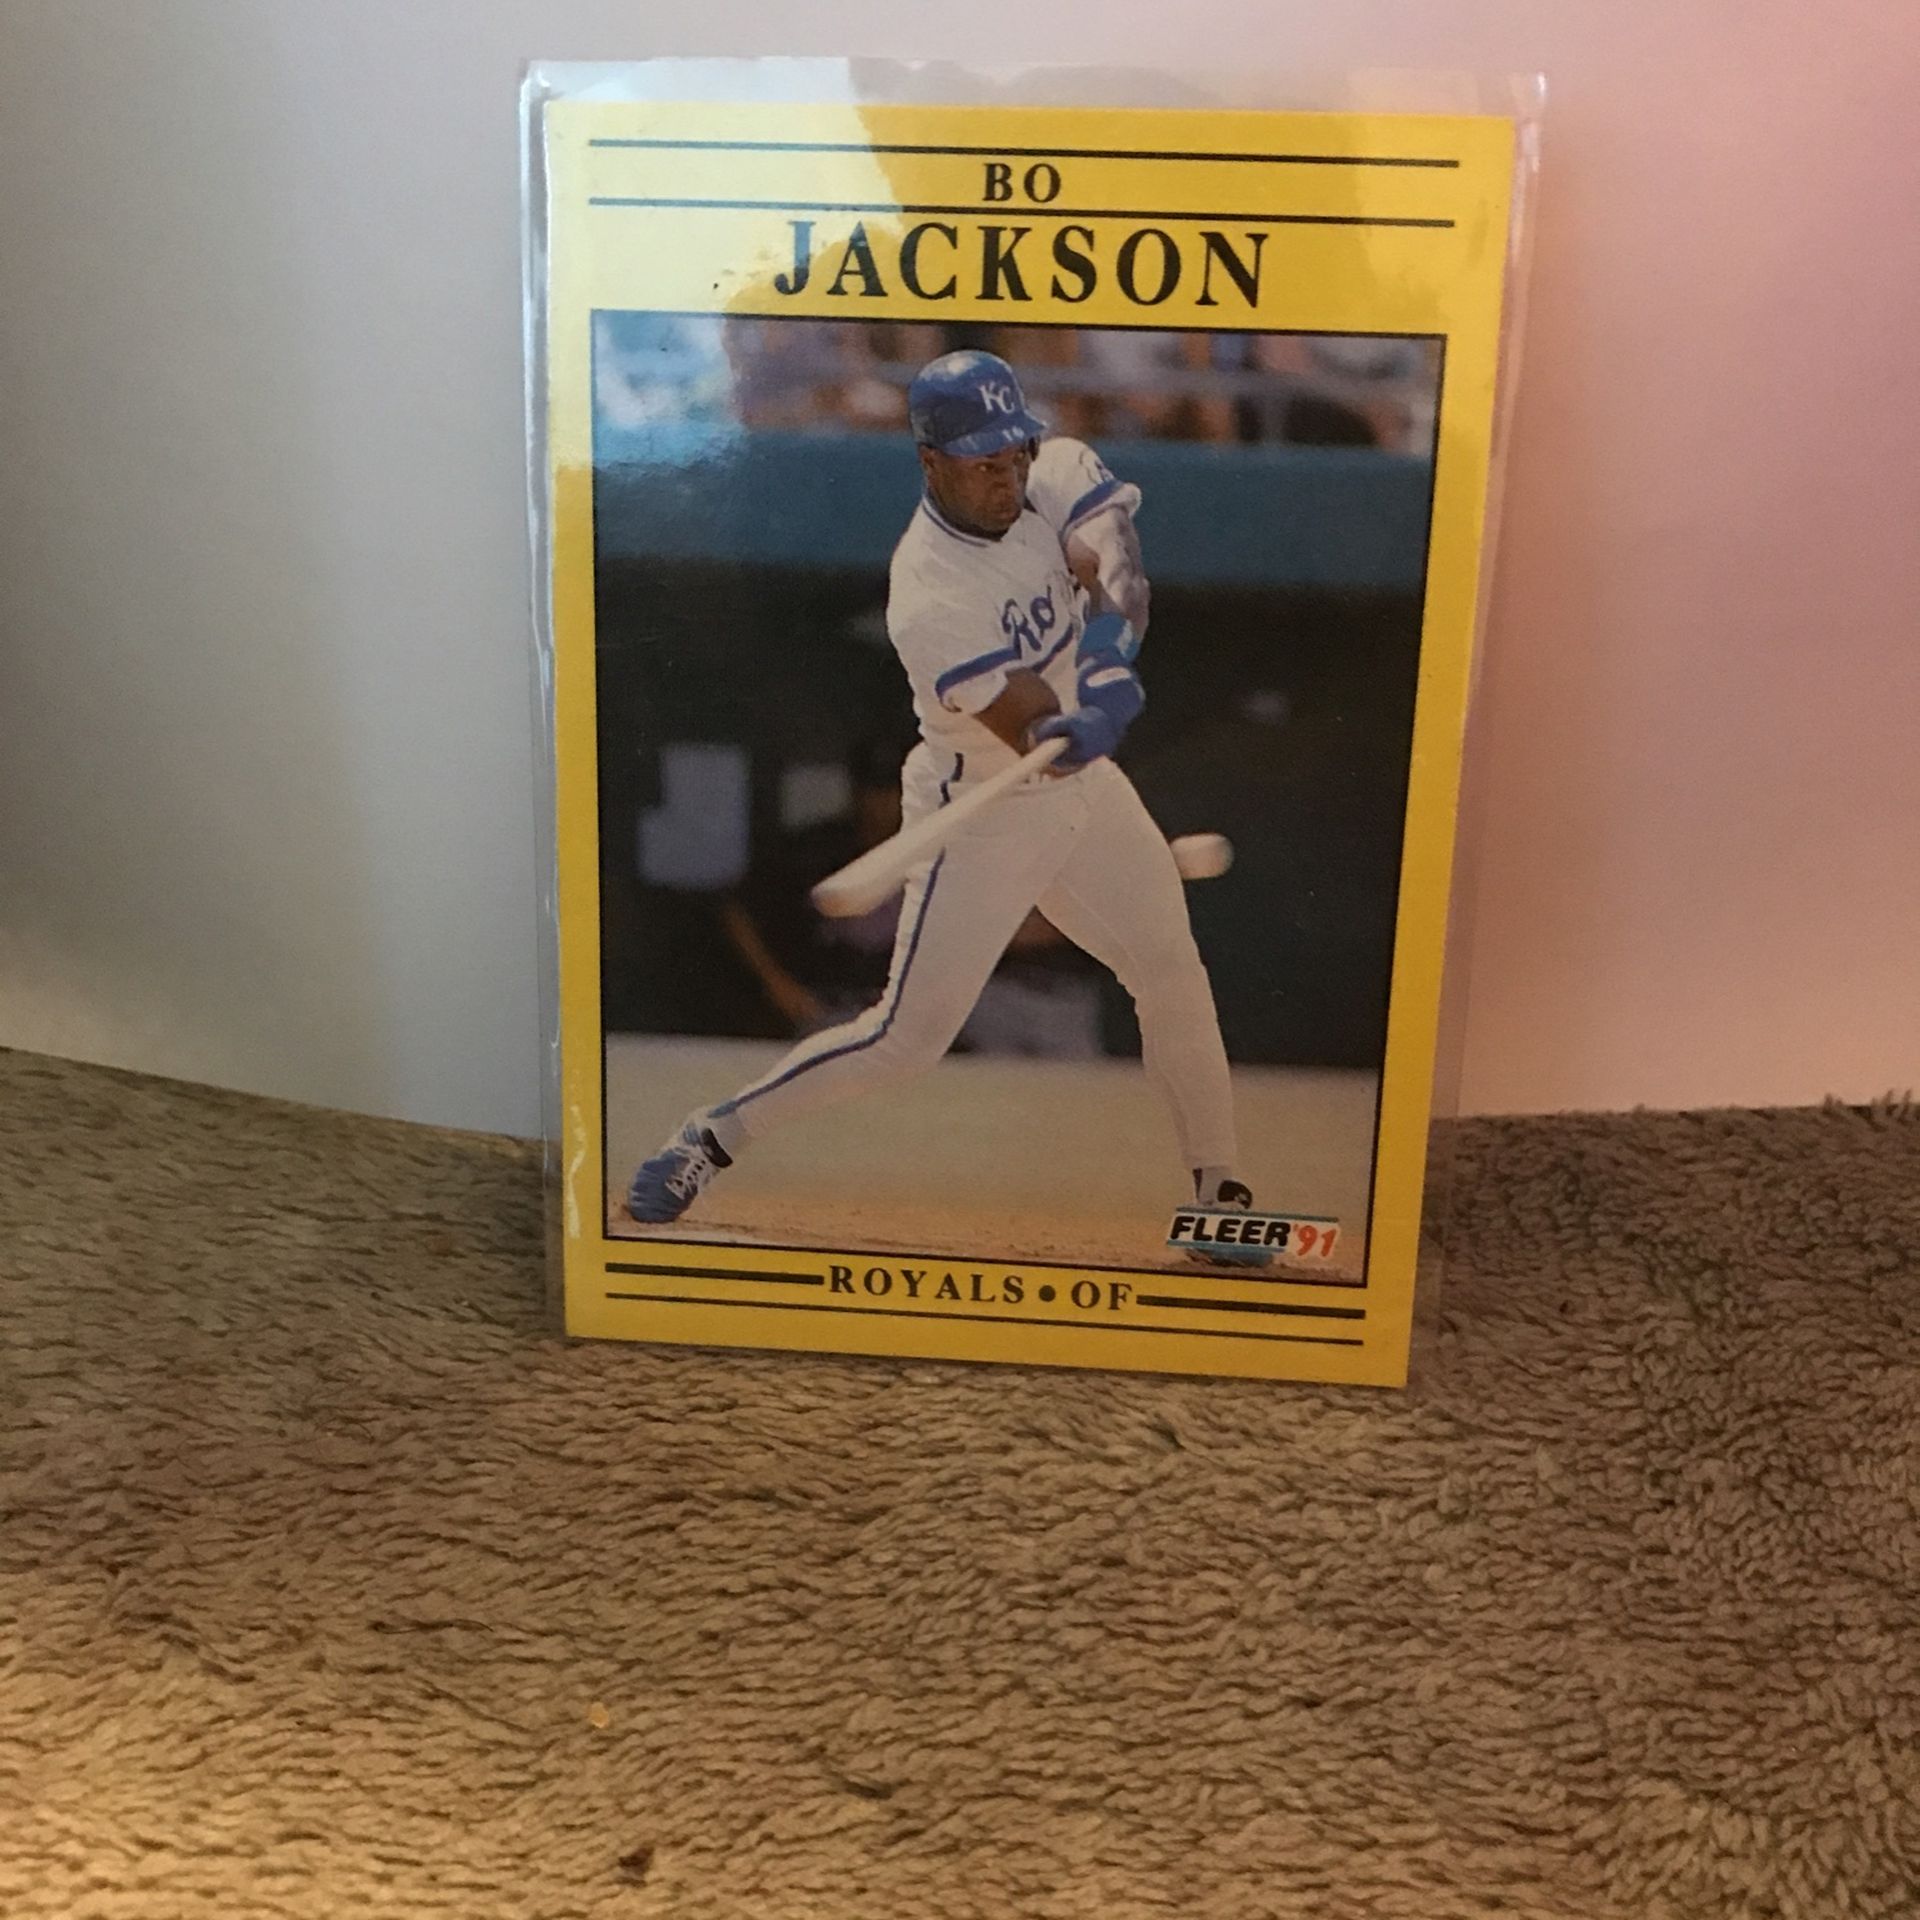 BO
JACKSON
KC
Ro
FLEER '91
ROYALS • OF